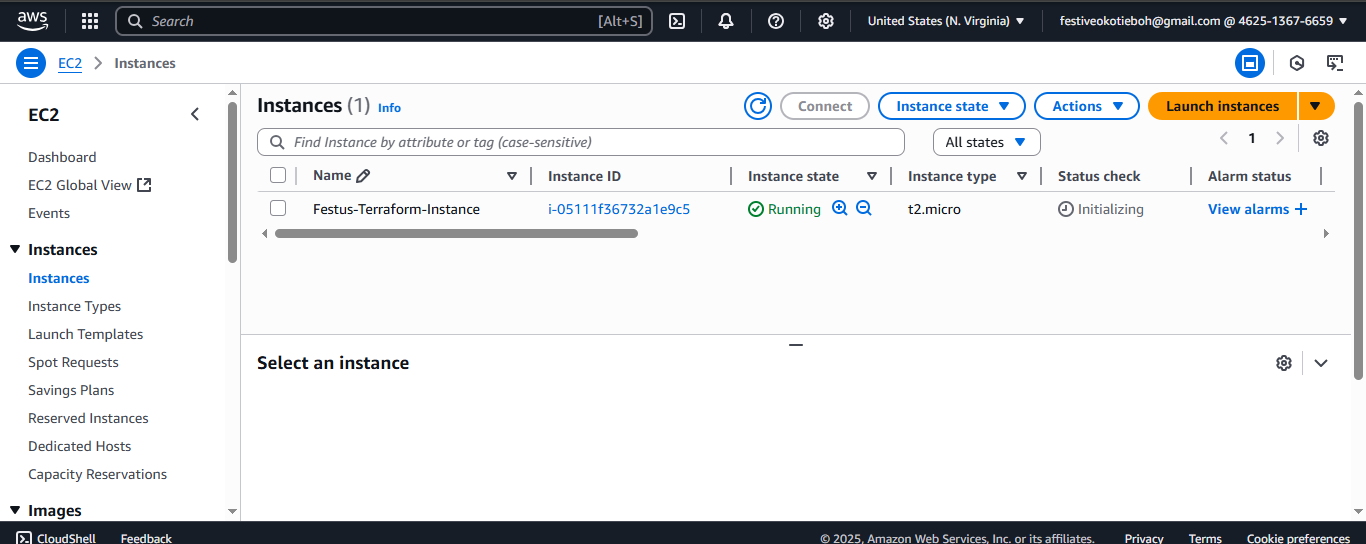 aws
Search [Alt+S]
United States (N. Virginia)
festiveokotieboh@gmail.com @ 4625-1367-6659
EC2 Instances
EC2
Dashboard
EC2 Global View
Events
Instances
Instances
Instance Types
Launch Templates
Spot Requests
Savings Plans
Reserved Instances
Dedicated Hosts
Capacity Reservations
Images
Instances (1) Info
Connect
Instance state
Actions
Launch instances
Find Instance by attribute or tag (case-sensitive)
All states
1
Name Instance ID Instance state Instance type Status check Alarm status
Festus-Terraform-Instance i-05111f36732a1e9c5 Running t2.micro Initializing View alarms +
Select an instance
CloudShell Feedback © 2025, Amazon Web Services, Inc. or its affiliates. Privacy Terms Cookie preferences